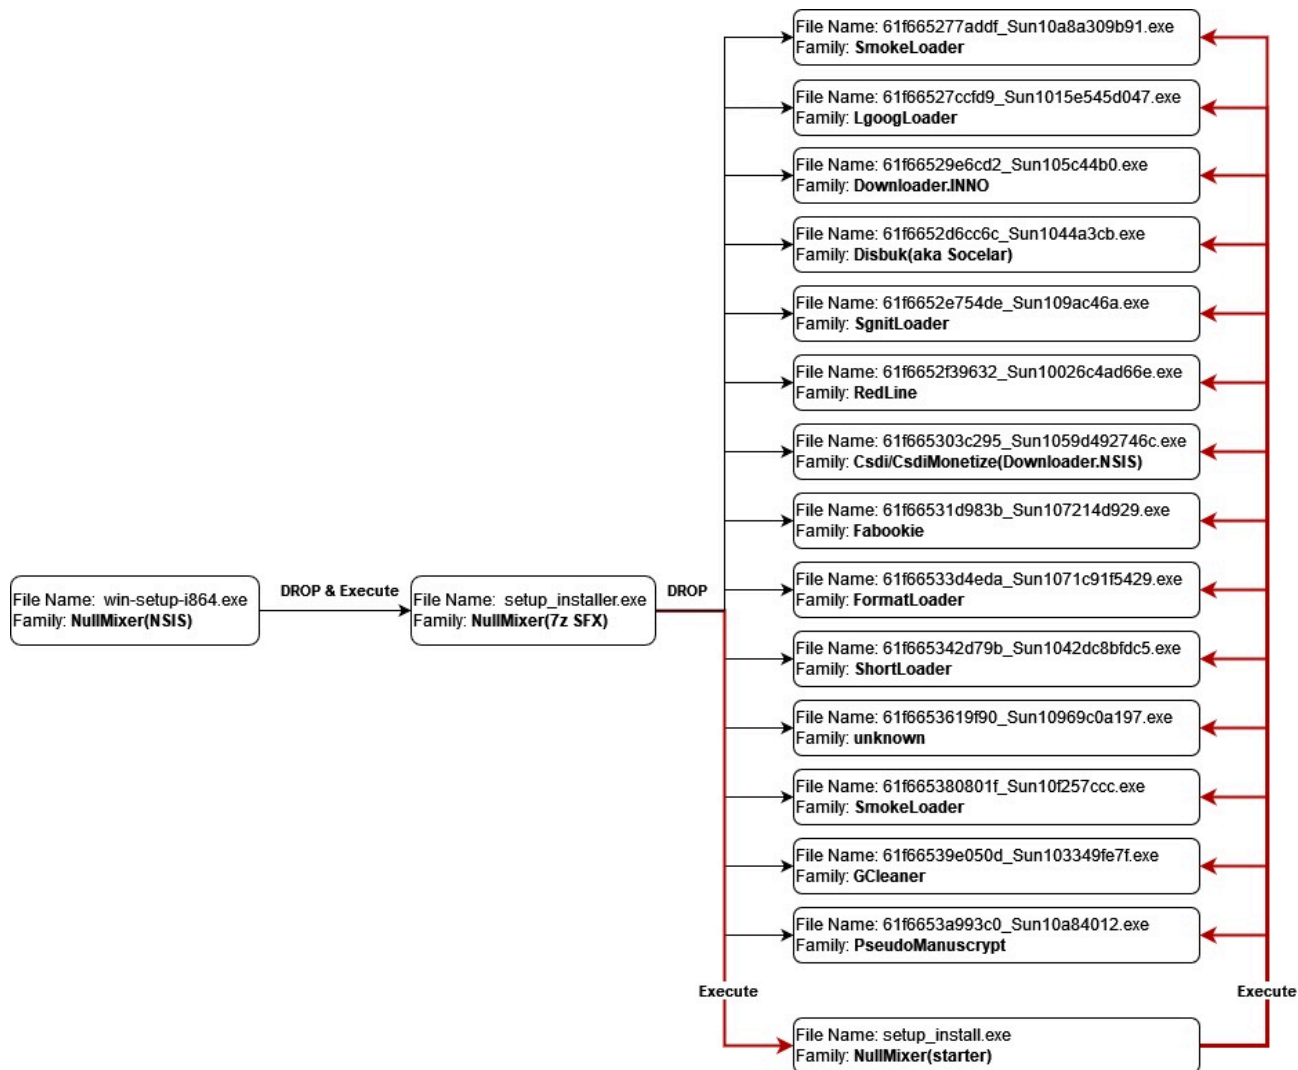 File Name: 61f665277addf_Sun10a8a309b91.exe
Family: SmokeLoader
File Name: 61f66527ccfd9_Sun1015e545d047.exe
Family: LgoogLoader
File Name: 61f66529e6cd2_Sun105c44b0.exe
Family: Downloader.INNO
File Name: 61f6652d6cc6c_Sun1044a3cb.exe
Family: Disbuk(aka Socelar)
File Name: 61f6652e754de_Sun109ac46a.exe
Family: SgnitLoader
File Name: 61f6652f39632_Sun10026c4ad66e.exe
Family: RedLine
File Name: 61f665303c295_Sun1059d492746c.exe
Family: Csdi/CsdiMonetize(Downloader.NSIS)
File Name: 61f66531d983b_Sun107214d929.exe
Family: Fabookie
File Name: win-setup-i864.exe
Family: NullMixer(NSIS)
DROP & Execute
File Name: setup_installer.exe
Family: NullMixer(7z SFX)
DROP
File Name: 61f66533d4eda_Sun1071c91f5429.exe
Family: FormatLoader
File Name: 61f665342d79b_Sun1042dc8bfdc5.exe
Family: ShortLoader
File Name: 61f6653619f90_Sun10969c0a197.exe
Family: unknown
File Name: 61f665380801f_Sun10f257ccc.exe
Family: SmokeLoader
File Name: 61f66539e050d_Sun103349fe7f.exe
Family: GCleaner
File Name: 61f6653a993c0_Sun10a84012.exe
Family: PseudoManuscrypt
Execute
Execute
File Name: setup_install.exe
Family: NullMixer(starter)